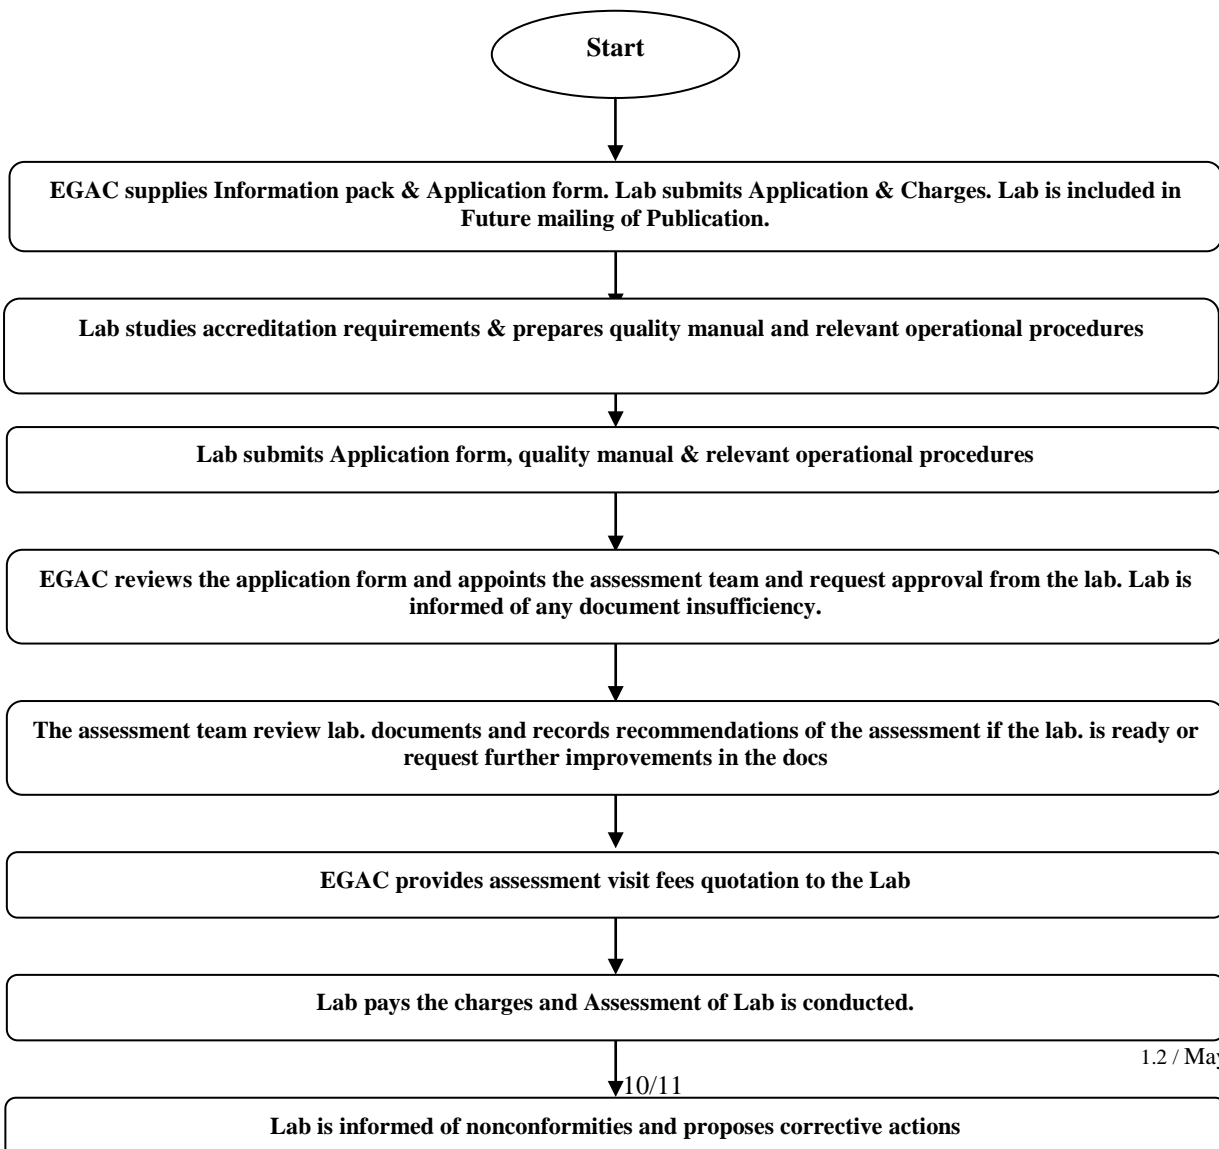 Start
EGAC supplies Information pack & Application form. Lab submits Application & Charges. Lab is included in
Future mailing of Publication.
Lab studies accreditation requirements & prepares quality manual and relevant operational procedures
Lab submits Application form, quality manual & relevant operational procedures
EGAC reviews the application form and appoints the assessment team and request approval from the lab. Lab is
informed of any document insufficiency.
The assessment team review lab. documents and records recommendations of the assessment if the lab. is ready or
request further improvements in the docs
EGAC provides assessment visit fees quotation to the Lab
Lab pays the charges and Assessment of Lab is conducted.
1.2 / May
10/11
Lab is informed of nonconformities and proposes corrective actions